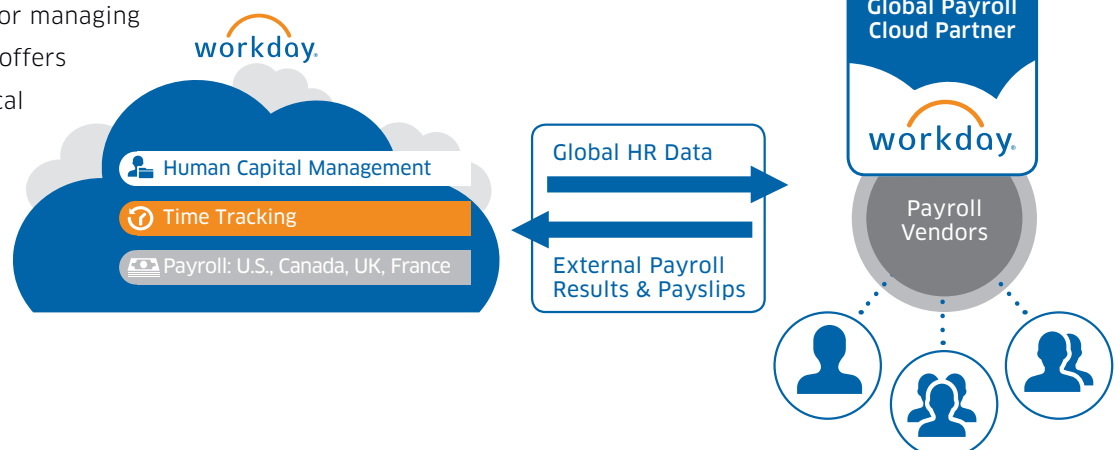 or managing
offers
cal
workday.
Human Capital Management
Time Tracking
Payroll: U.S., Canada, UK, France
Global HR Data
External Payroll
Results & Payslips
Global Payroll
Cloud Partner
workday.
Payroll
Vendors